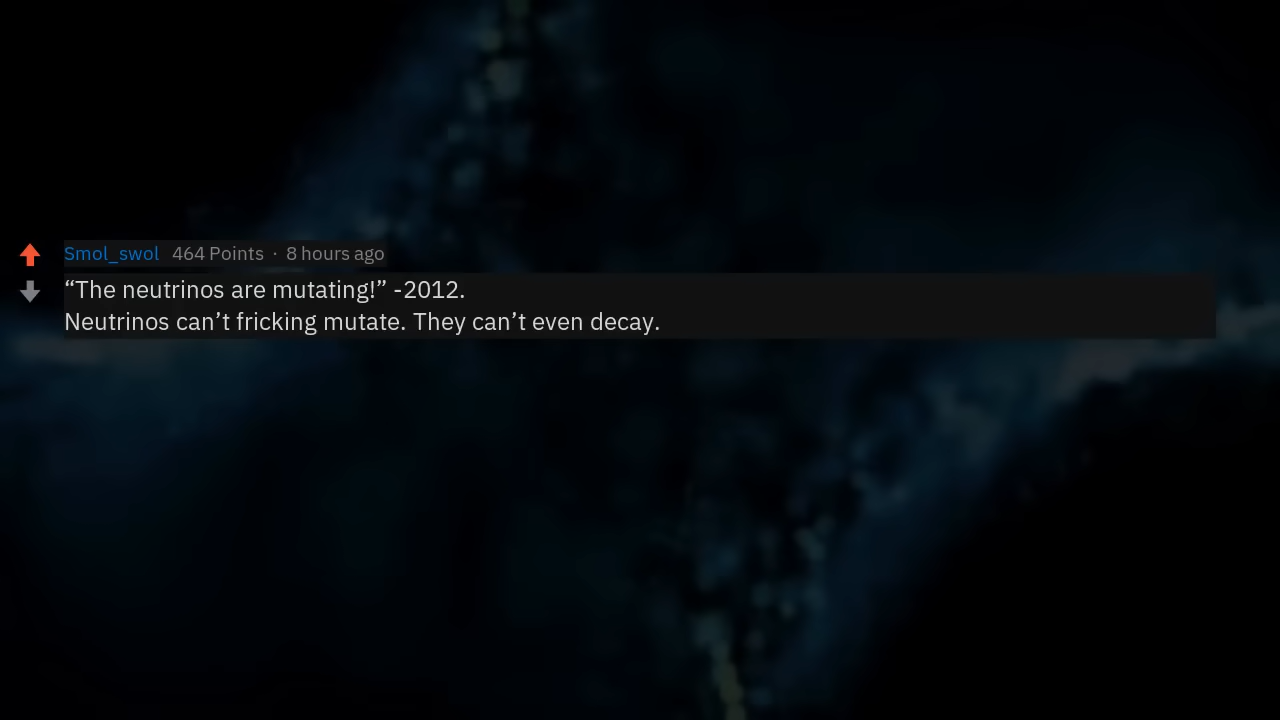 Smol_swol 464 Points · 8 hours ago
“The neutrinos are mutating!” -2012.
Neutrinos can’t fricking mutate. They can’t even decay.